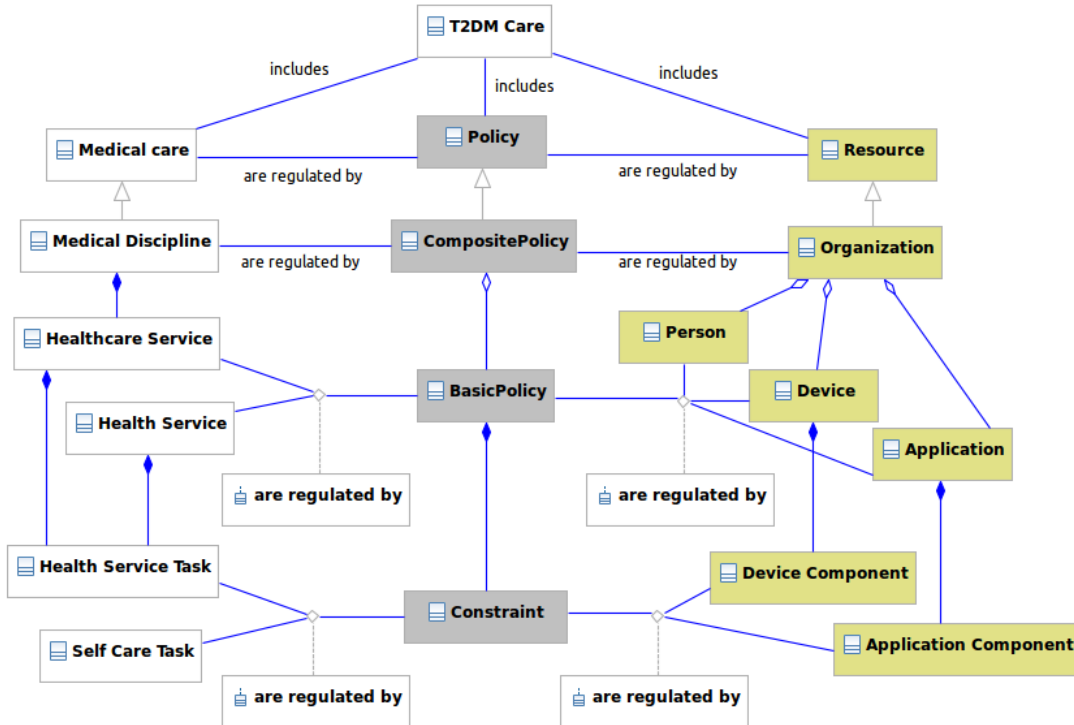 T2DM Care
includes
includes
includes
Medical care
Policy
Resource
are regulated by
are regulated by
Medical Discipline
CompositePolicy
Organization
are regulated by
are regulated by
Healthcare Service
Person
BasicPolicy
Device
Health Service
Application
are regulated by
are regulated by
Health Service Task
Device Component
Constraint
Self Care Task
Application Component
are regulated by
are regulated by